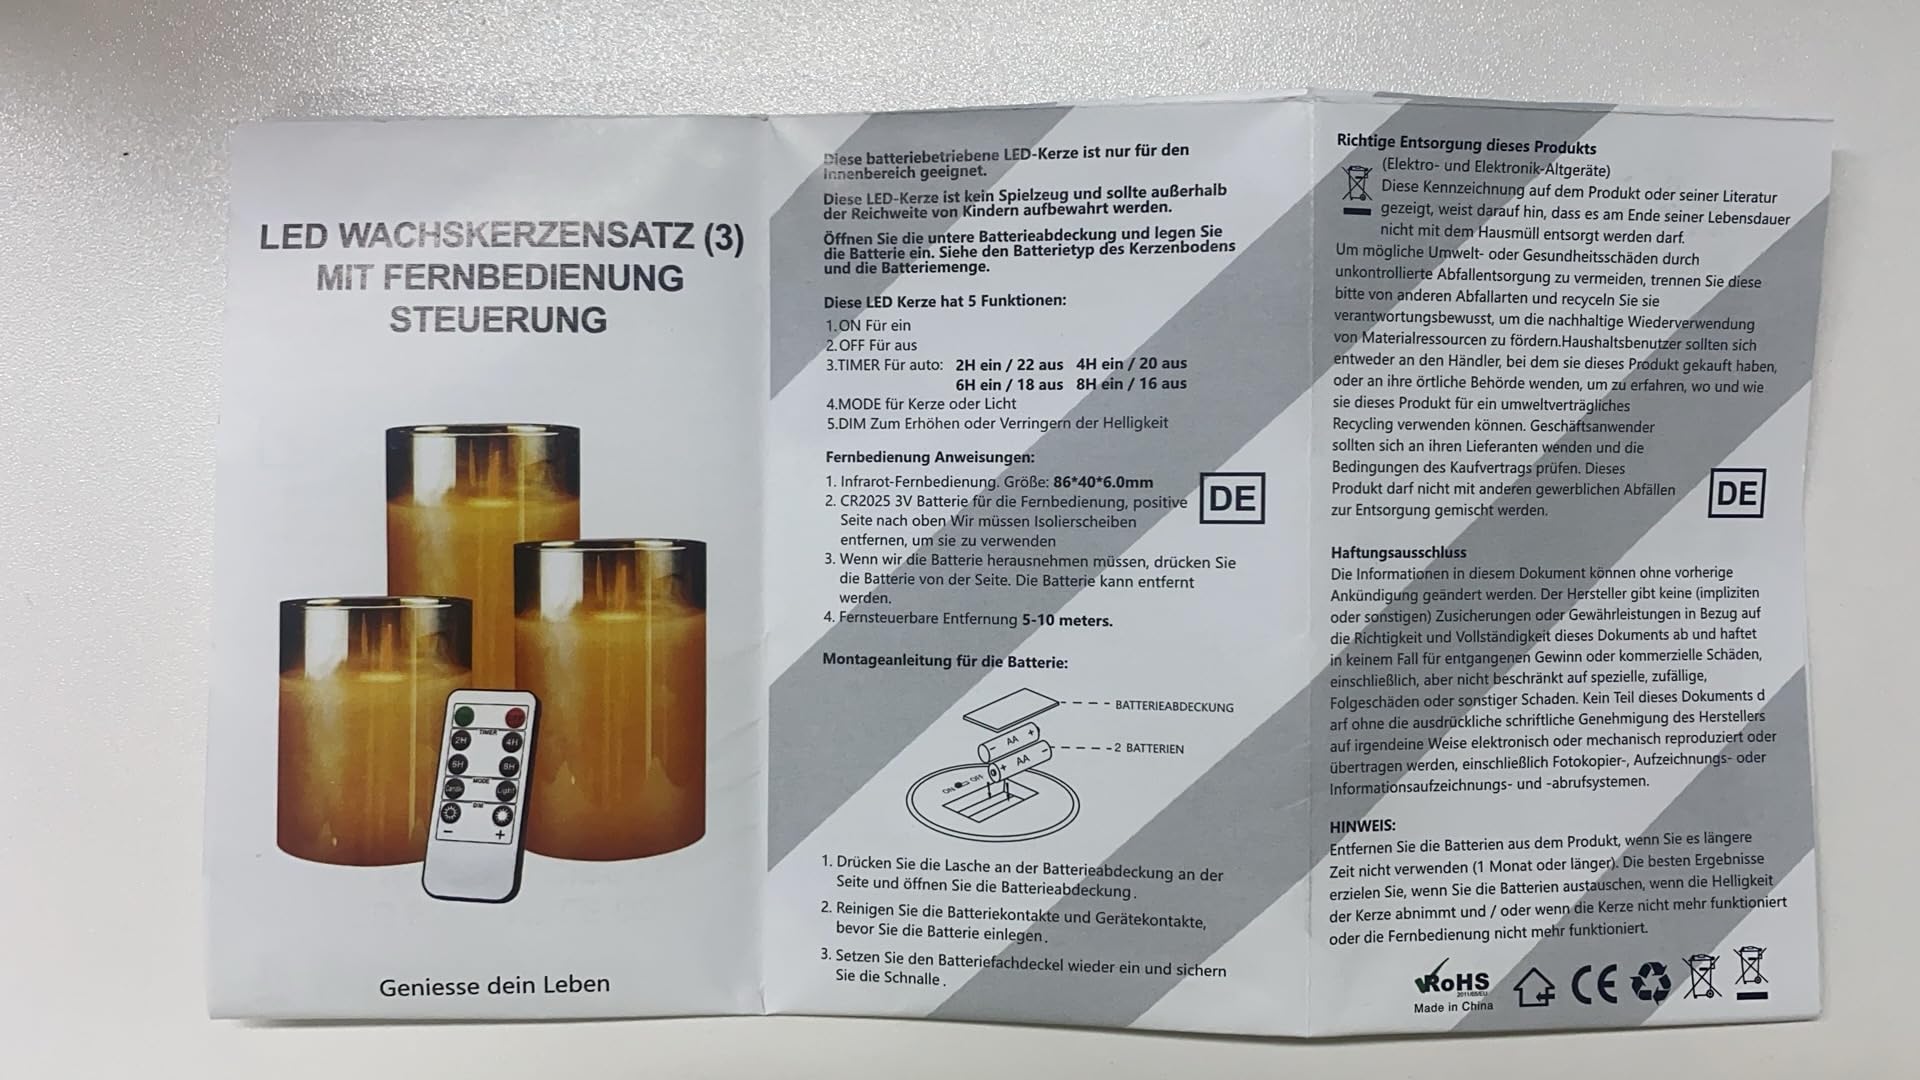 LED WACHSKERZENSATZ (3)
MIT FERNBEDIENUNG
STEUERUNG
TIMER
2H
4H
6H
8H
MODE
Candle
Light
DIM
Geniesse dein Leben
Diese batteriebetriebene LED-Kerze ist nur für den
Innenbereich geeignet.
Diese LED-Kerze ist kein Spielzeug und sollte außerhalb
der Reichweite von Kindern aufbewahrt werden.
Öffnen Sie die untere Batterieabdeckung und legen Sie
die Batterie ein. Siehe den Batterietyp des Kerzenbodens
und die Batteriemenge.
Diese LED Kerze hat 5 Funktionen:
1.ON Für ein
2.OFF Für aus
3.TIMER Für auto: 2H ein / 22 aus 4H ein / 20 aus
6H ein / 18 aus 8H ein / 16 aus
4.MODE für Kerze oder Licht
5.DIM Zum Erhöhen oder Verringern der Helligkeit
Fernbedienung Anweisungen:
1. Infrarot-Fernbedienung. Größe: 86*40*6.0mm
2. CR2025 3V Batterie für die Fernbedienung, positive
Seite nach oben Wir müssen Isolierscheiben
entfernen, um sie zu verwenden
3. Wenn wir die Batterie herausnehmen müssen, drücken Sie
die Batterie von der Seite. Die Batterie kann entfernt
werden.
4. Fernsteuerbare Entfernung 5-10 meters.
DE
Montageanleitung für die Batterie:
BATTERIEABDECKUNG
- AA +
2 BATTERIEN
+ AA -
ON OFF
1. Drücken Sie die Lasche an der Batterieabdeckung an der
Seite und öffnen Sie die Batterieabdeckung.
2. Reinigen Sie die Batteriekontakte und Gerätekontakte,
bevor Sie die Batterie einlegen.
3. Setzen Sie den Batteriefachdeckel wieder ein und sichern
Sie die Schnalle.
Richtige Entsorgung dieses Produkts
(Elektro- und Elektronik-Altgeräte)
Diese Kennzeichnung auf dem Produkt oder seiner Literatur
gezeigt, weist darauf hin, dass es am Ende seiner Lebensdauer
nicht mit dem Hausmüll entsorgt werden darf.
Um mögliche Umwelt- oder Gesundheitsschäden durch
unkontrollierte Abfallentsorgung zu vermeiden, trennen Sie diese
bitte von anderen Abfallarten und recyceln Sie sie
verantwortungsbewusst, um die nachhaltige Wiederverwendung
von Materialressourcen zu fördern.Haushaltsbenutzer sollten sich
entweder an den Händler, bei dem sie dieses Produkt gekauft haben,
oder an ihre örtliche Behörde wenden, um zu erfahren, wo und wie
sie dieses Produkt für ein umweltverträgliches
Recycling verwenden können. Geschäftsanwender
sollten sich an ihren Lieferanten wenden und die
Bedingungen des Kaufvertrags prüfen. Dieses
Produkt darf nicht mit anderen gewerblichen Abfällen
zur Entsorgung gemischt werden.
DE
Haftungsausschluss
Die Informationen in diesem Dokument können ohne vorherige
Ankündigung geändert werden. Der Hersteller gibt keine (impliziten
oder sonstigen) Zusicherungen oder Gewährleistungen in Bezug auf
die Richtigkeit und Vollständigkeit dieses Dokuments ab und haftet
in keinem Fall für entgangenen Gewinn oder kommerzielle Schäden,
einschließlich, aber nicht beschränkt auf spezielle, zufällige,
Folgeschäden oder sonstiger Schaden. Kein Teil dieses Dokuments d
arf ohne die ausdrückliche schriftliche Genehmigung des Herstellers
auf irgendeine Weise elektronisch oder mechanisch reproduziert oder
übertragen werden, einschließlich Fotokopier-, Aufzeichnungs- oder
Informationsaufzeichnungs- und -abrufsystemen.
HINWEIS:
Entfernen Sie die Batterien aus dem Produkt, wenn Sie es längere
Zeit nicht verwenden (1 Monat oder länger). Die besten Ergebnisse
erzielen Sie, wenn Sie die Batterien austauschen, wenn die Helligkeit
der Kerze abnimmt und / oder wenn die Kerze nicht mehr funktioniert
oder die Fernbedienung nicht mehr funktioniert.
RoHS
2011/65/EU
CE
Made in China